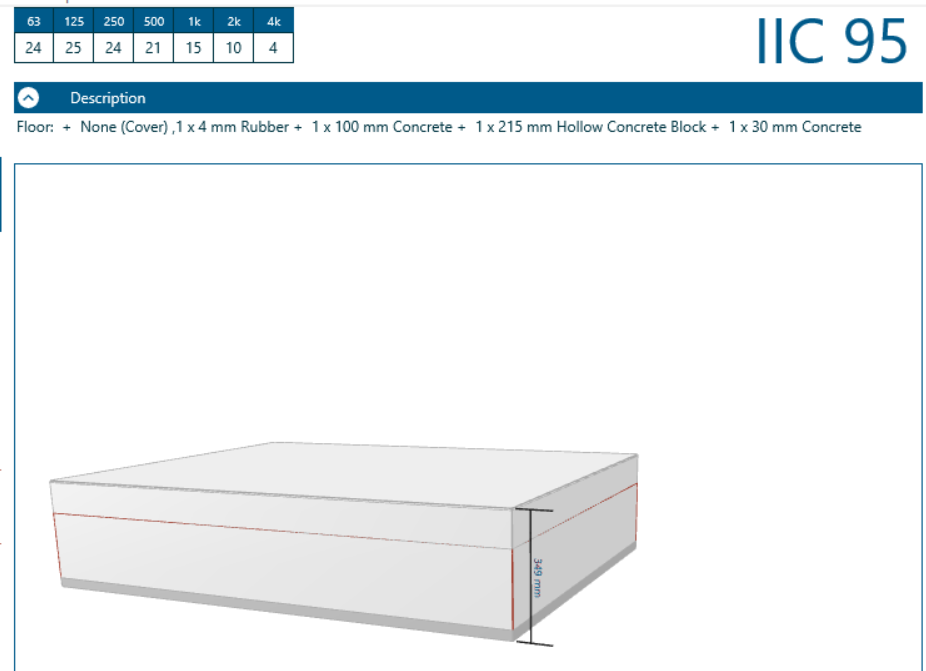 63 125 250 500 1k 2k 4k
24 25 24 21 15 10 4
IIC 95
Description
Floor: + None (Cover) ,1 x 4 mm Rubber + 1 x 100 mm Concrete + 1 x 215 mm Hollow Concrete Block + 1 x 30 mm Concrete
349 mm